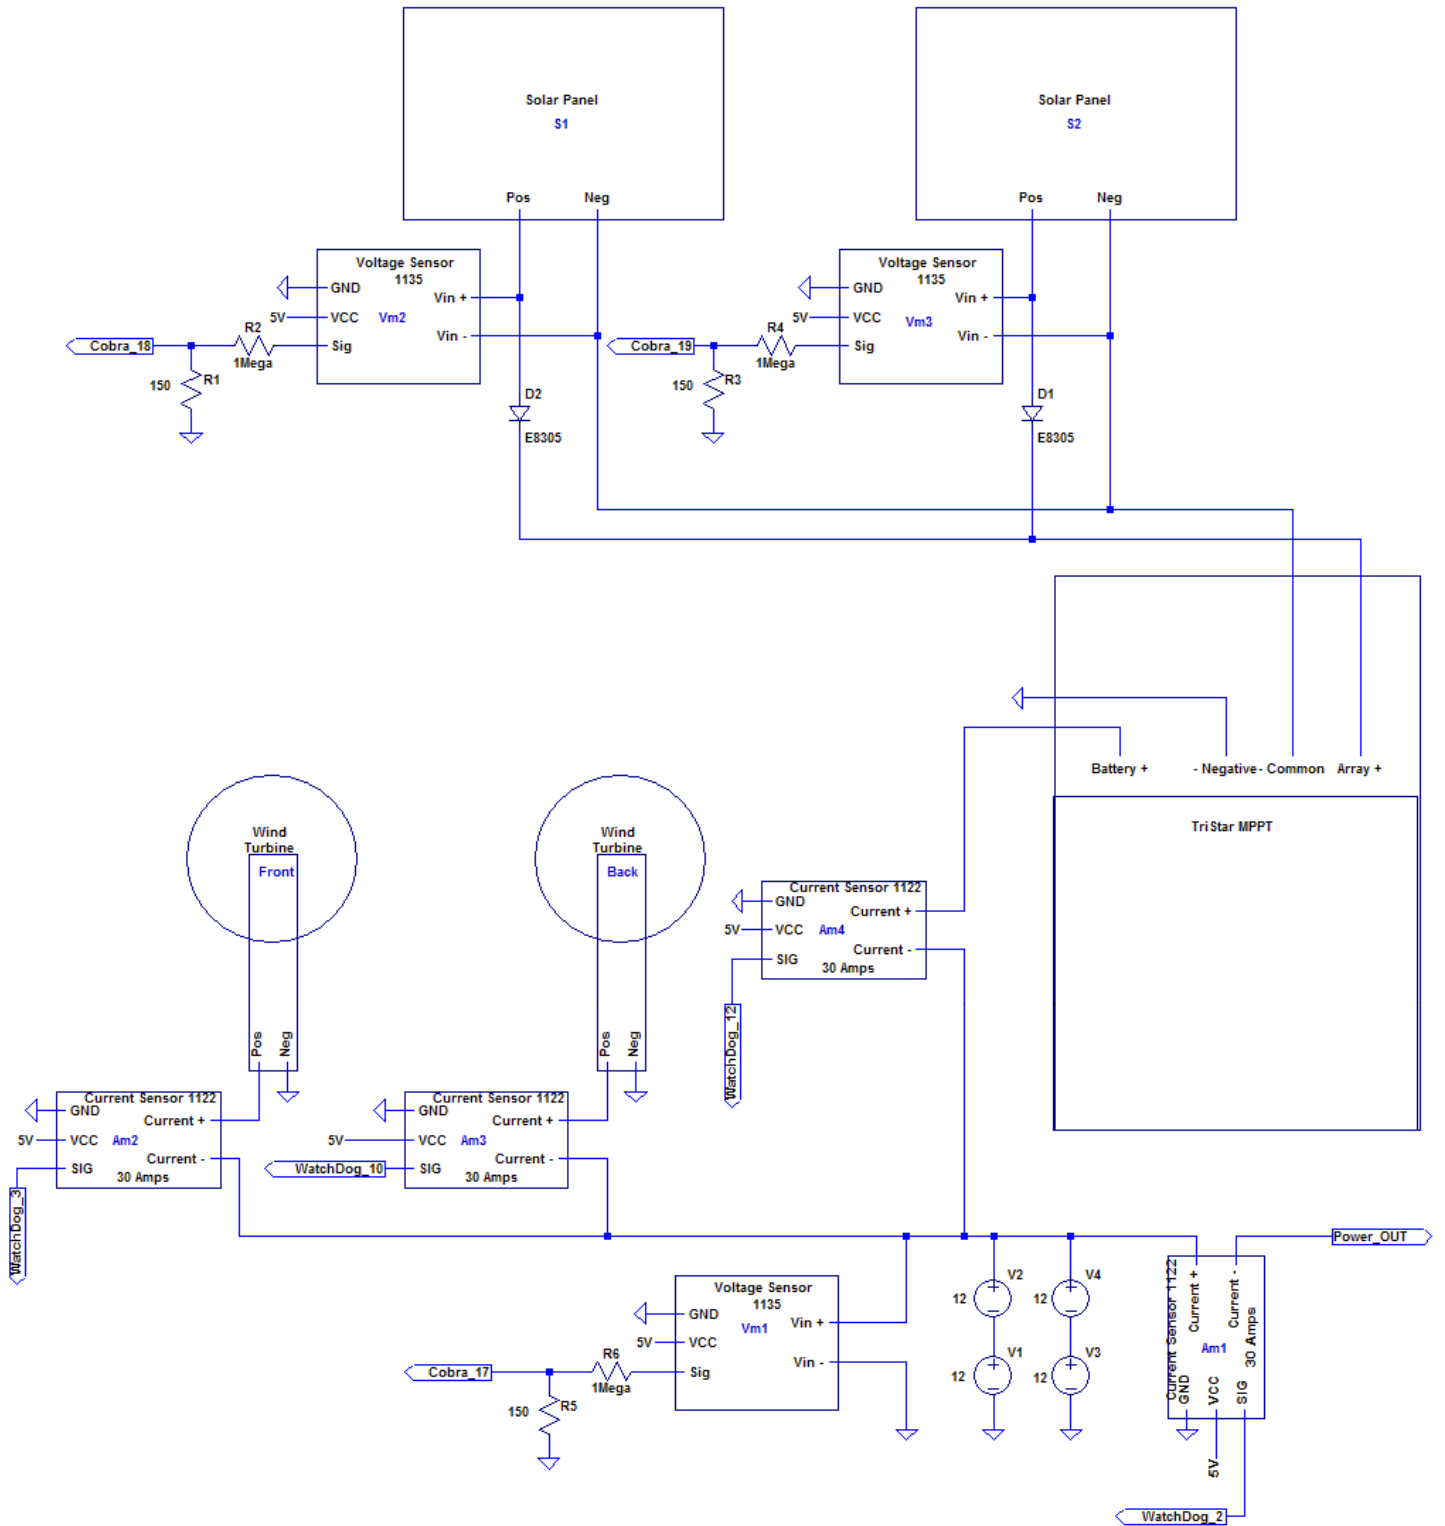 Solar Panel
S1
Pos Neg
Solar Panel
S2
Pos Neg
Voltage Sensor
1135
GND
Vin +
5V
VCC
Vm2
Vin -
Sig
R2
1Mega
Cobra_18
150
R1
D2
E8305
Voltage Sensor
1135
GND
Vin +
5V
VCC
Vm3
Vin -
Sig
R4
1Mega
Cobra_19
150
R3
D1
E8305
Battery +
- Negative
- Common
Array +
TriStar MPPT
Wind
Turbine
Front
Pos
Neg
Wind
Turbine
Back
Pos
Neg
Current Sensor 1122
GND
Current +
5V
VCC
Am4
Current -
SIG
30 Amps
WatchDog_12
Current Sensor 1122
GND
Current +
5V
VCC
Am2
Current -
SIG
30 Amps
WatchDog_3
Current Sensor 1122
GND
Current +
5V
VCC
Am3
Current -
WatchDog_10
SIG
30 Amps
Voltage Sensor
1135
GND
Vin +
5V
VCC
Vm1
Vin -
Sig
R6
1Mega
Cobra_17
150
R5
V2
12
V1
12
V4
12
V3
12
Power_OUT
Current Sensor 1122
Current +
Current -
30 Amps
Am1
GND
VCC
SIG
5V
WatchDog_2